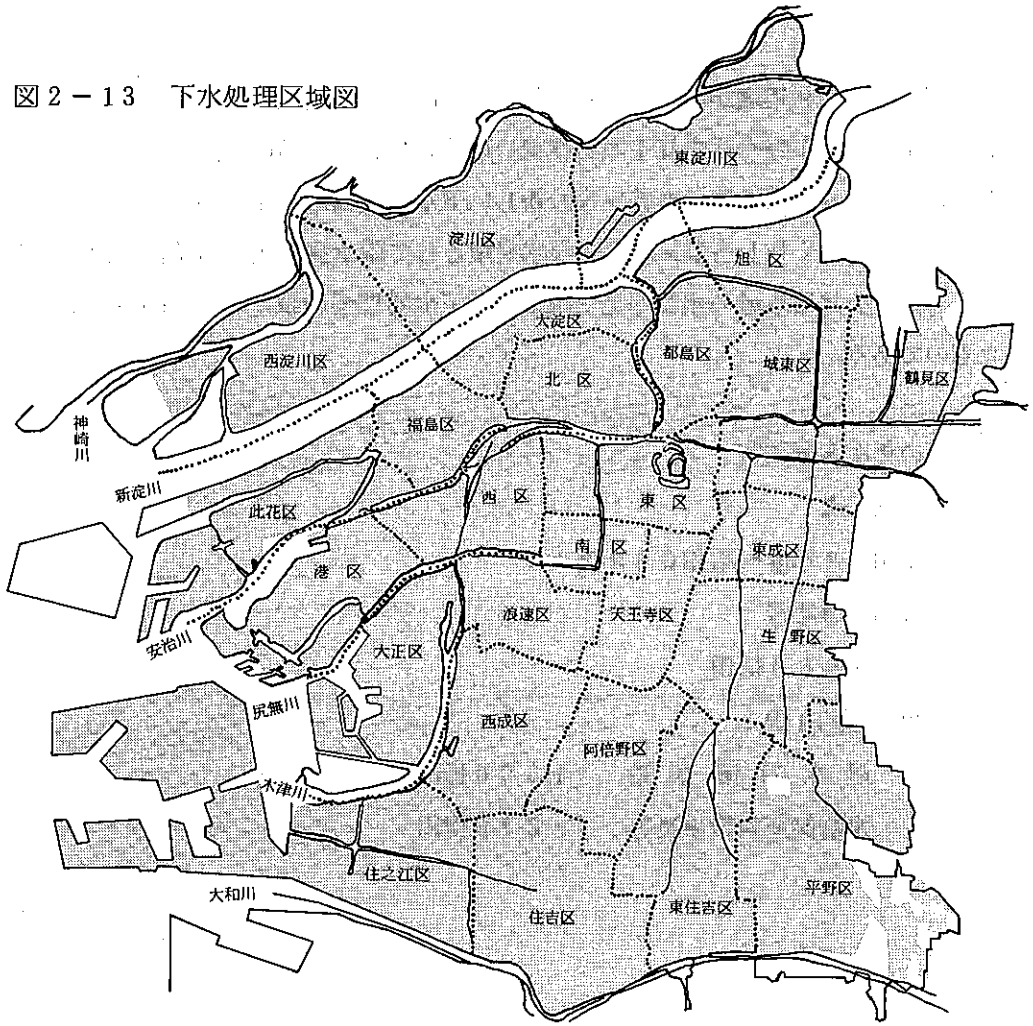 図2－13　下水処理区域図
東淀川区
淀川区
旭区
大淀区
西淀川区
都島区
城東区
北区
鶴見区
福島区
神崎川
新淀川
此花区
西区
東区
南区
東成区
港区
浪速区
天王寺区
生野区
安治川
大正区
尻無川
西成区
阿倍野区
木津川
住之江区
大和川
平野区
住吉区
東住吉区